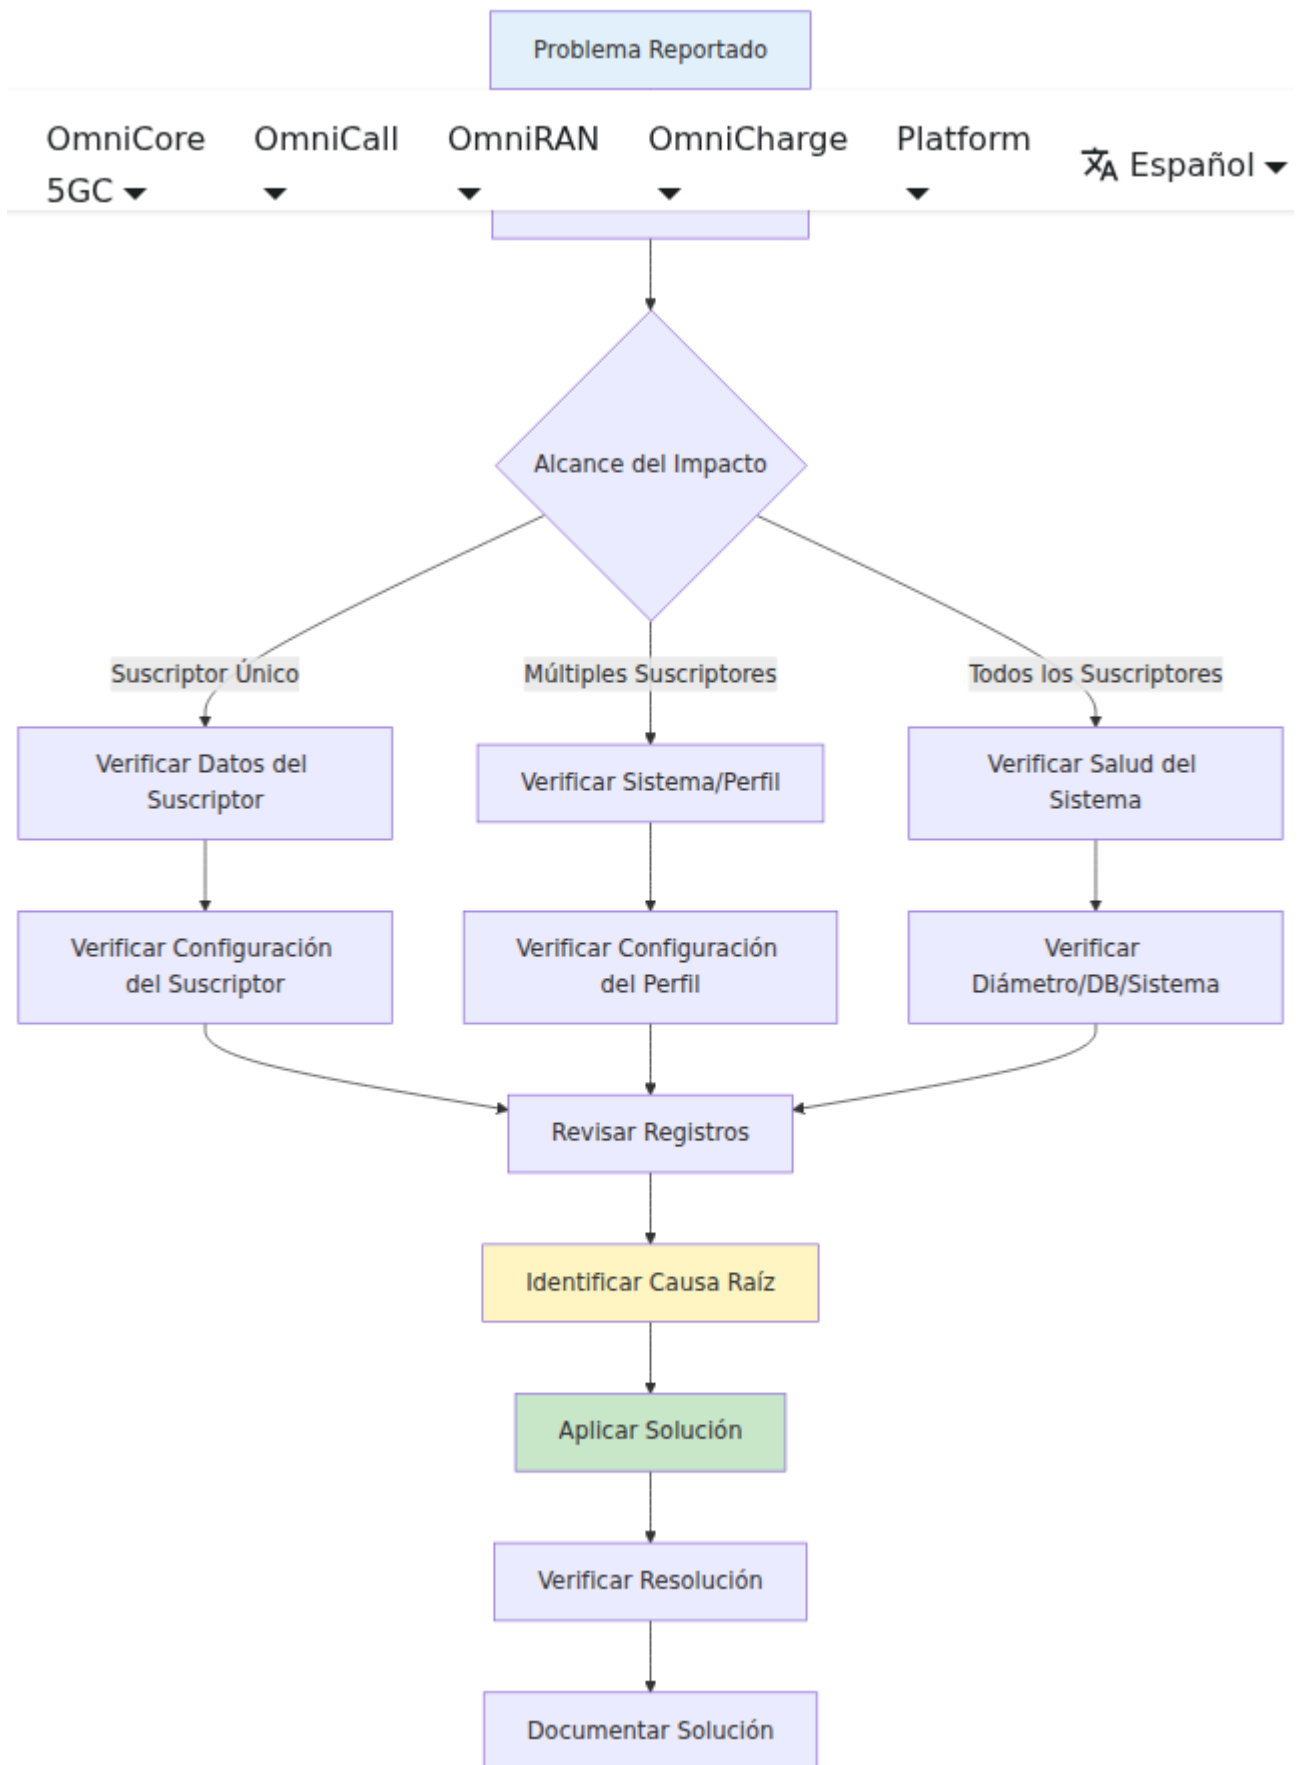 Problema Reportado
OmniCore OmniCall OmniRAN OmniCharge Platform
5GC
Español
Alcance del Impacto
Suscriptor Único
Múltiples Suscriptores
Todos los Suscriptores
Verificar Datos del
Suscriptor
Verificar Sistema/Perfil
Verificar Salud del
Sistema
Verificar Configuración
del Suscriptor
Verificar Configuración
del Perfil
Verificar
Diámetro/DB/Sistema
Revisar Registros
Identificar Causa Raíz
Aplicar Solución
Verificar Resolución
Documentar Solución